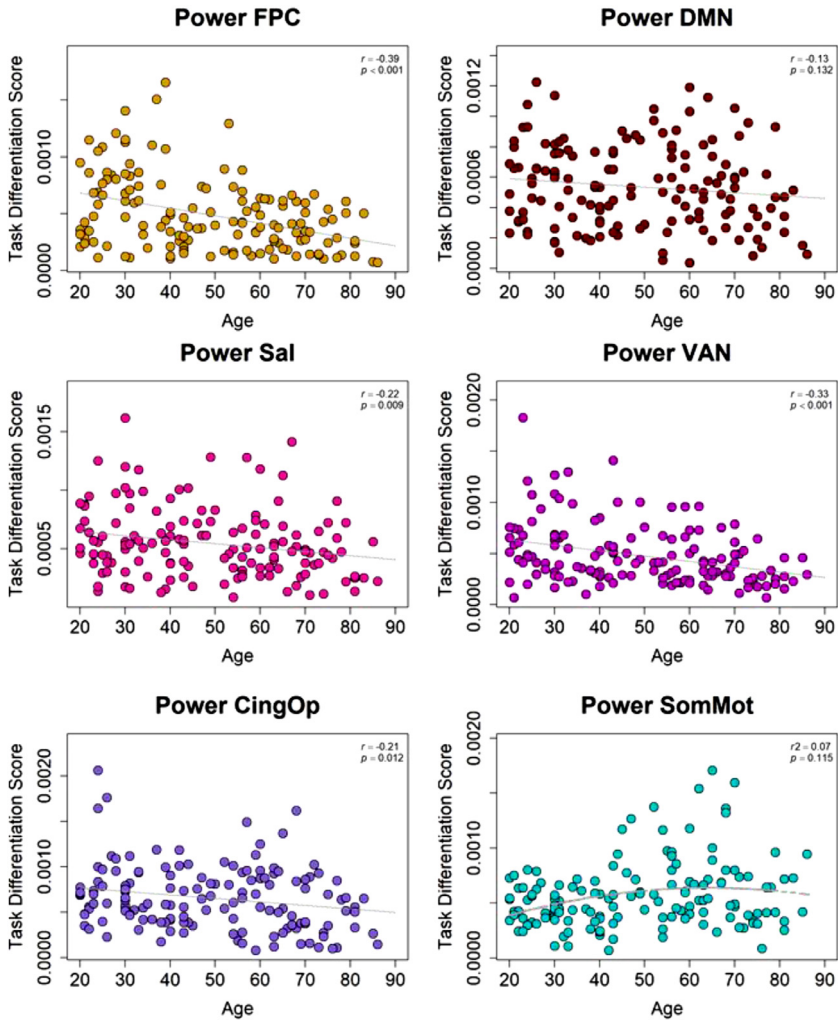 Power FPC
Task Differentiation Score
0.0000
0.0010
r = -0.39
p < 0.001
20 30 40 50 60 70 80 90
Age
Power DMN
Task Differentiation Score
0.0000
0.0006
0.0012
r = -0.13
p = 0.132
20 30 40 50 60 70 80 90
Age
Power Sal
Task Differentiation Score
0.0005
0.0015
r = -0.22
p = 0.009
20 30 40 50 60 70 80 90
Age
Power VAN
Task Differentiation Score
0.0000
0.0010
0.0020
r = -0.33
p < 0.001
20 30 40 50 60 70 80 90
Age
Power CingOp
Task Differentiation Score
0.0000
0.0010
0.0020
r = -0.21
p = 0.012
20 30 40 50 60 70 80 90
Age
Power SomMot
Task Differentiation Score
0.0000
0.0010
0.0020
r2 = 0.07
p = 0.115
20 30 40 50 60 70 80 90
Age